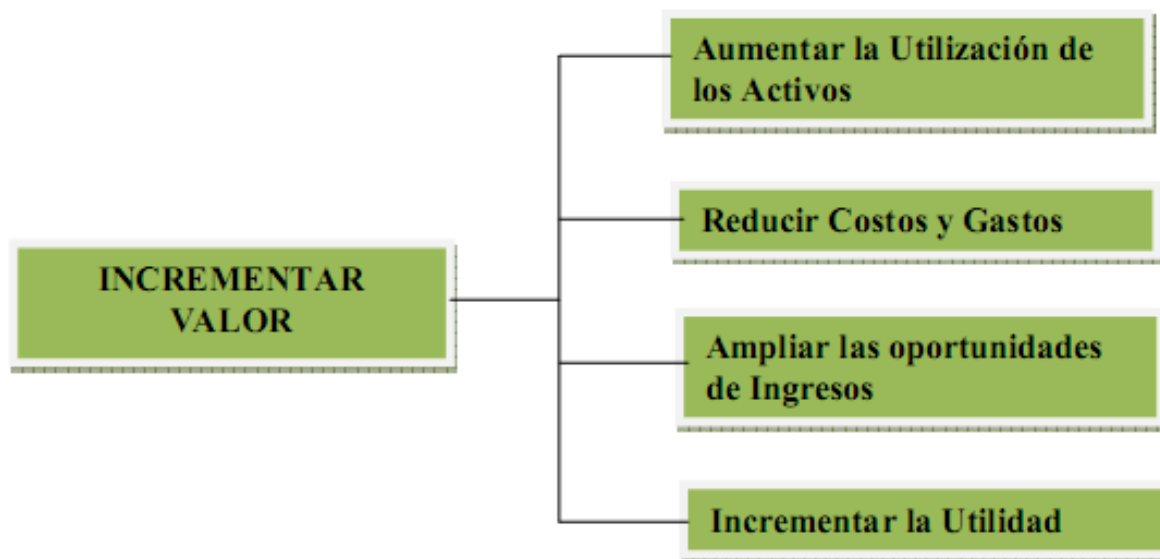 Aumentar la Utilización de
los Activos
Reducir Costos y Gastos
INCREMENTAR
VALOR
Ampliar las oportunidades
de Ingresos
Incrementar la Utilidad